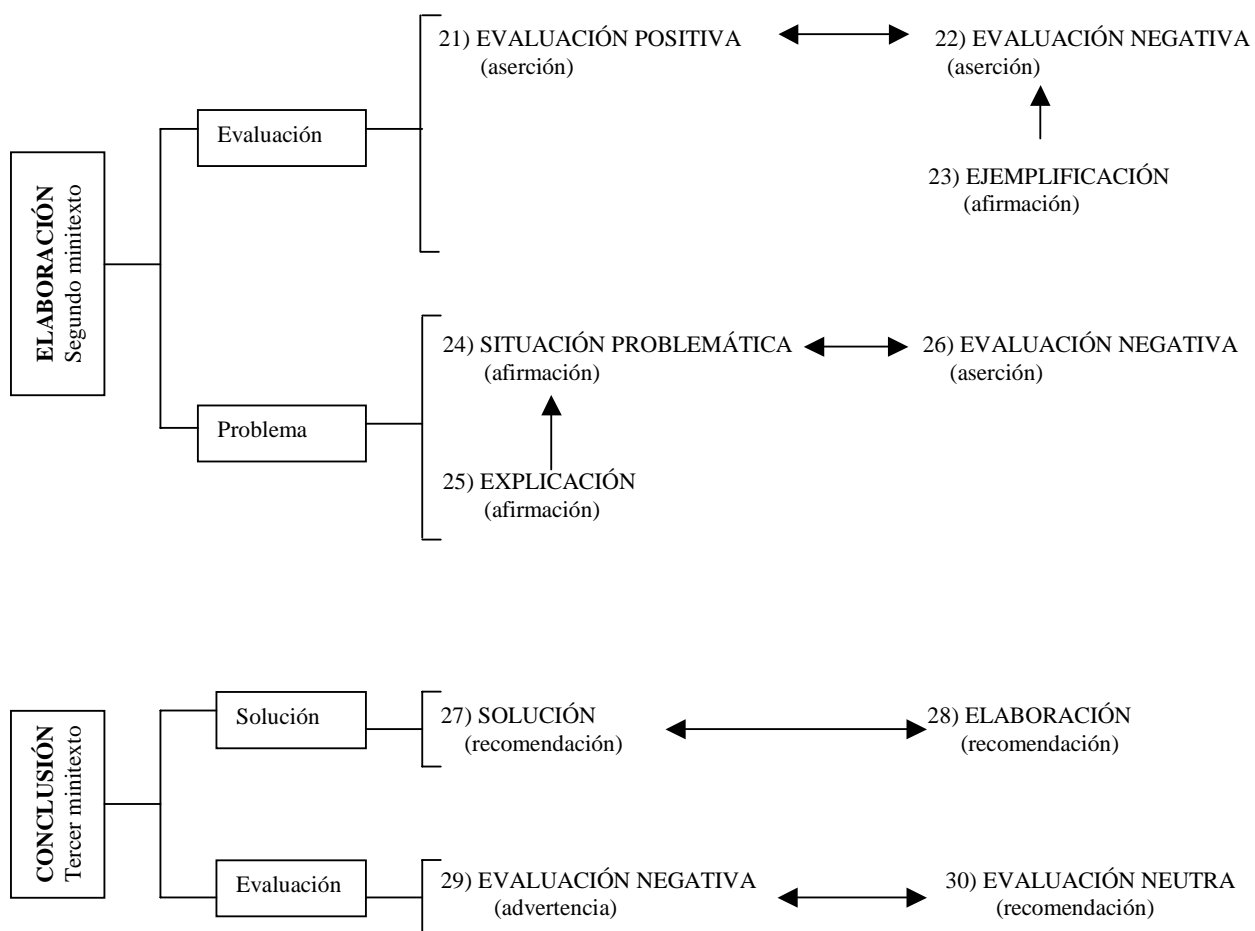 21) EVALUACIÓN POSITIVA
(aserción)
22) EVALUACIÓN NEGATIVA
(aserción)
23) EJEMPLIFICACIÓN
(afirmación)
Evaluación
ELABORACIÓN
Segundo minitexto
24) SITUACIÓN PROBLEMÁTICA
(afirmación)
26) EVALUACIÓN NEGATIVA
(aserción)
Problema
25) EXPLICACIÓN
(afirmación)
CONCLUSIÓN
Tercer minitexto
Solución
27) SOLUCIÓN
(recomendación)
28) ELABORACIÓN
(recomendación)
Evaluación
29) EVALUACIÓN NEGATIVA
(advertencia)
30) EVALUACIÓN NEUTRA
(recomendación)